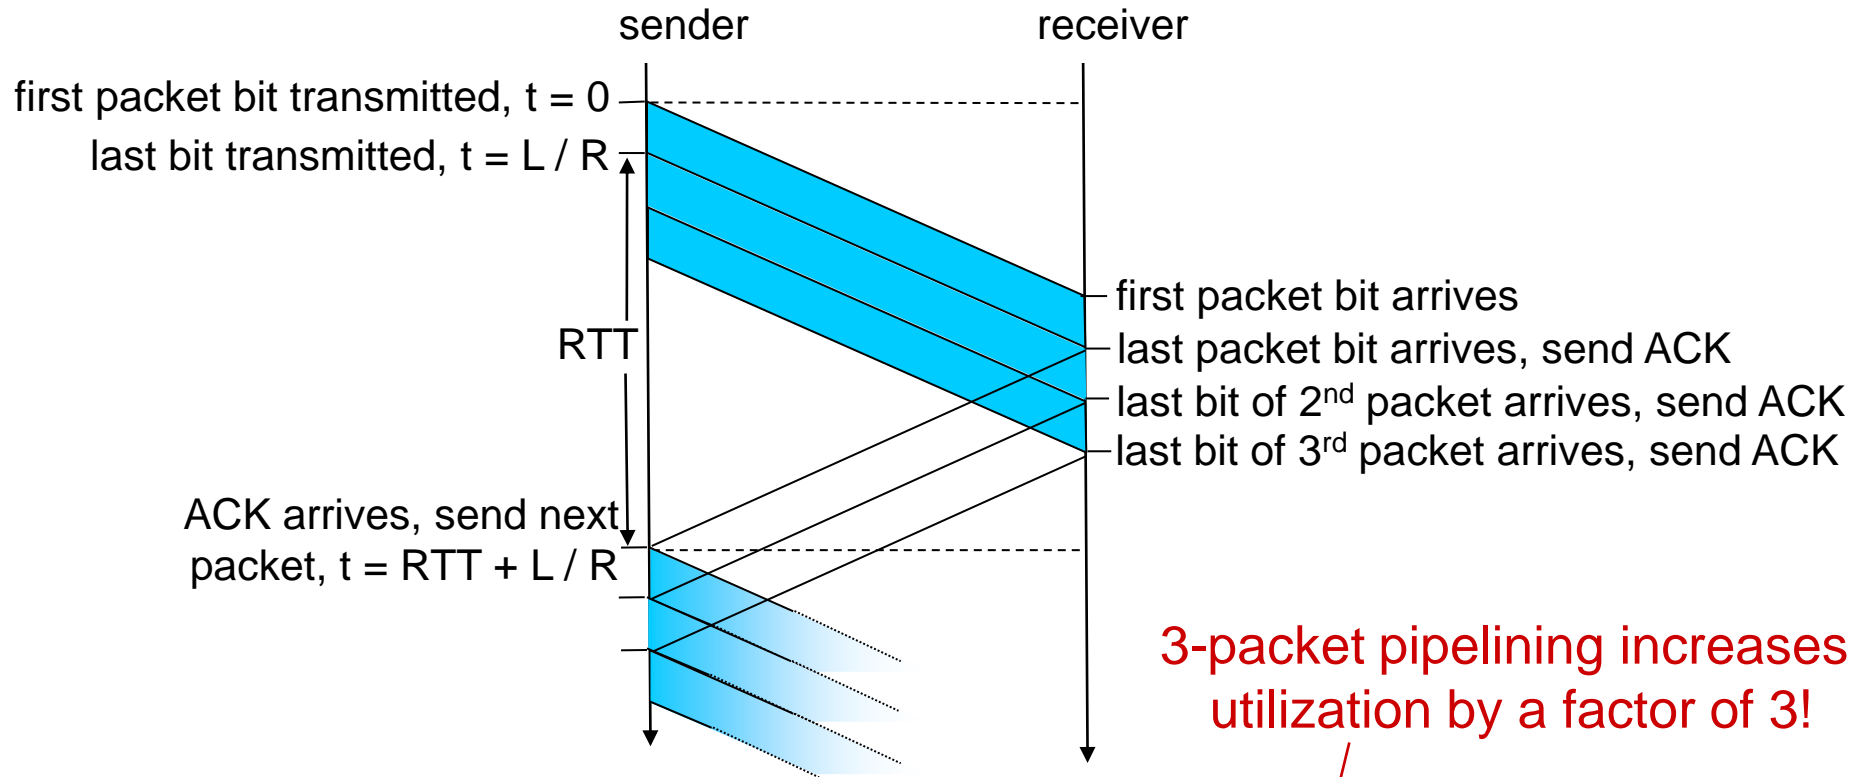 sender
receiver
first packet bit transmitted, t = 0
last bit transmitted, t = L / R
first packet bit arrives
RTT
last packet bit arrives, send ACK
last bit of 2nd packet arrives, send ACK
last bit of 3rd packet arrives, send ACK
ACK arrives, send next
packet, t = RTT + L / R
3-packet pipelining increases
utilization by a factor of 3!